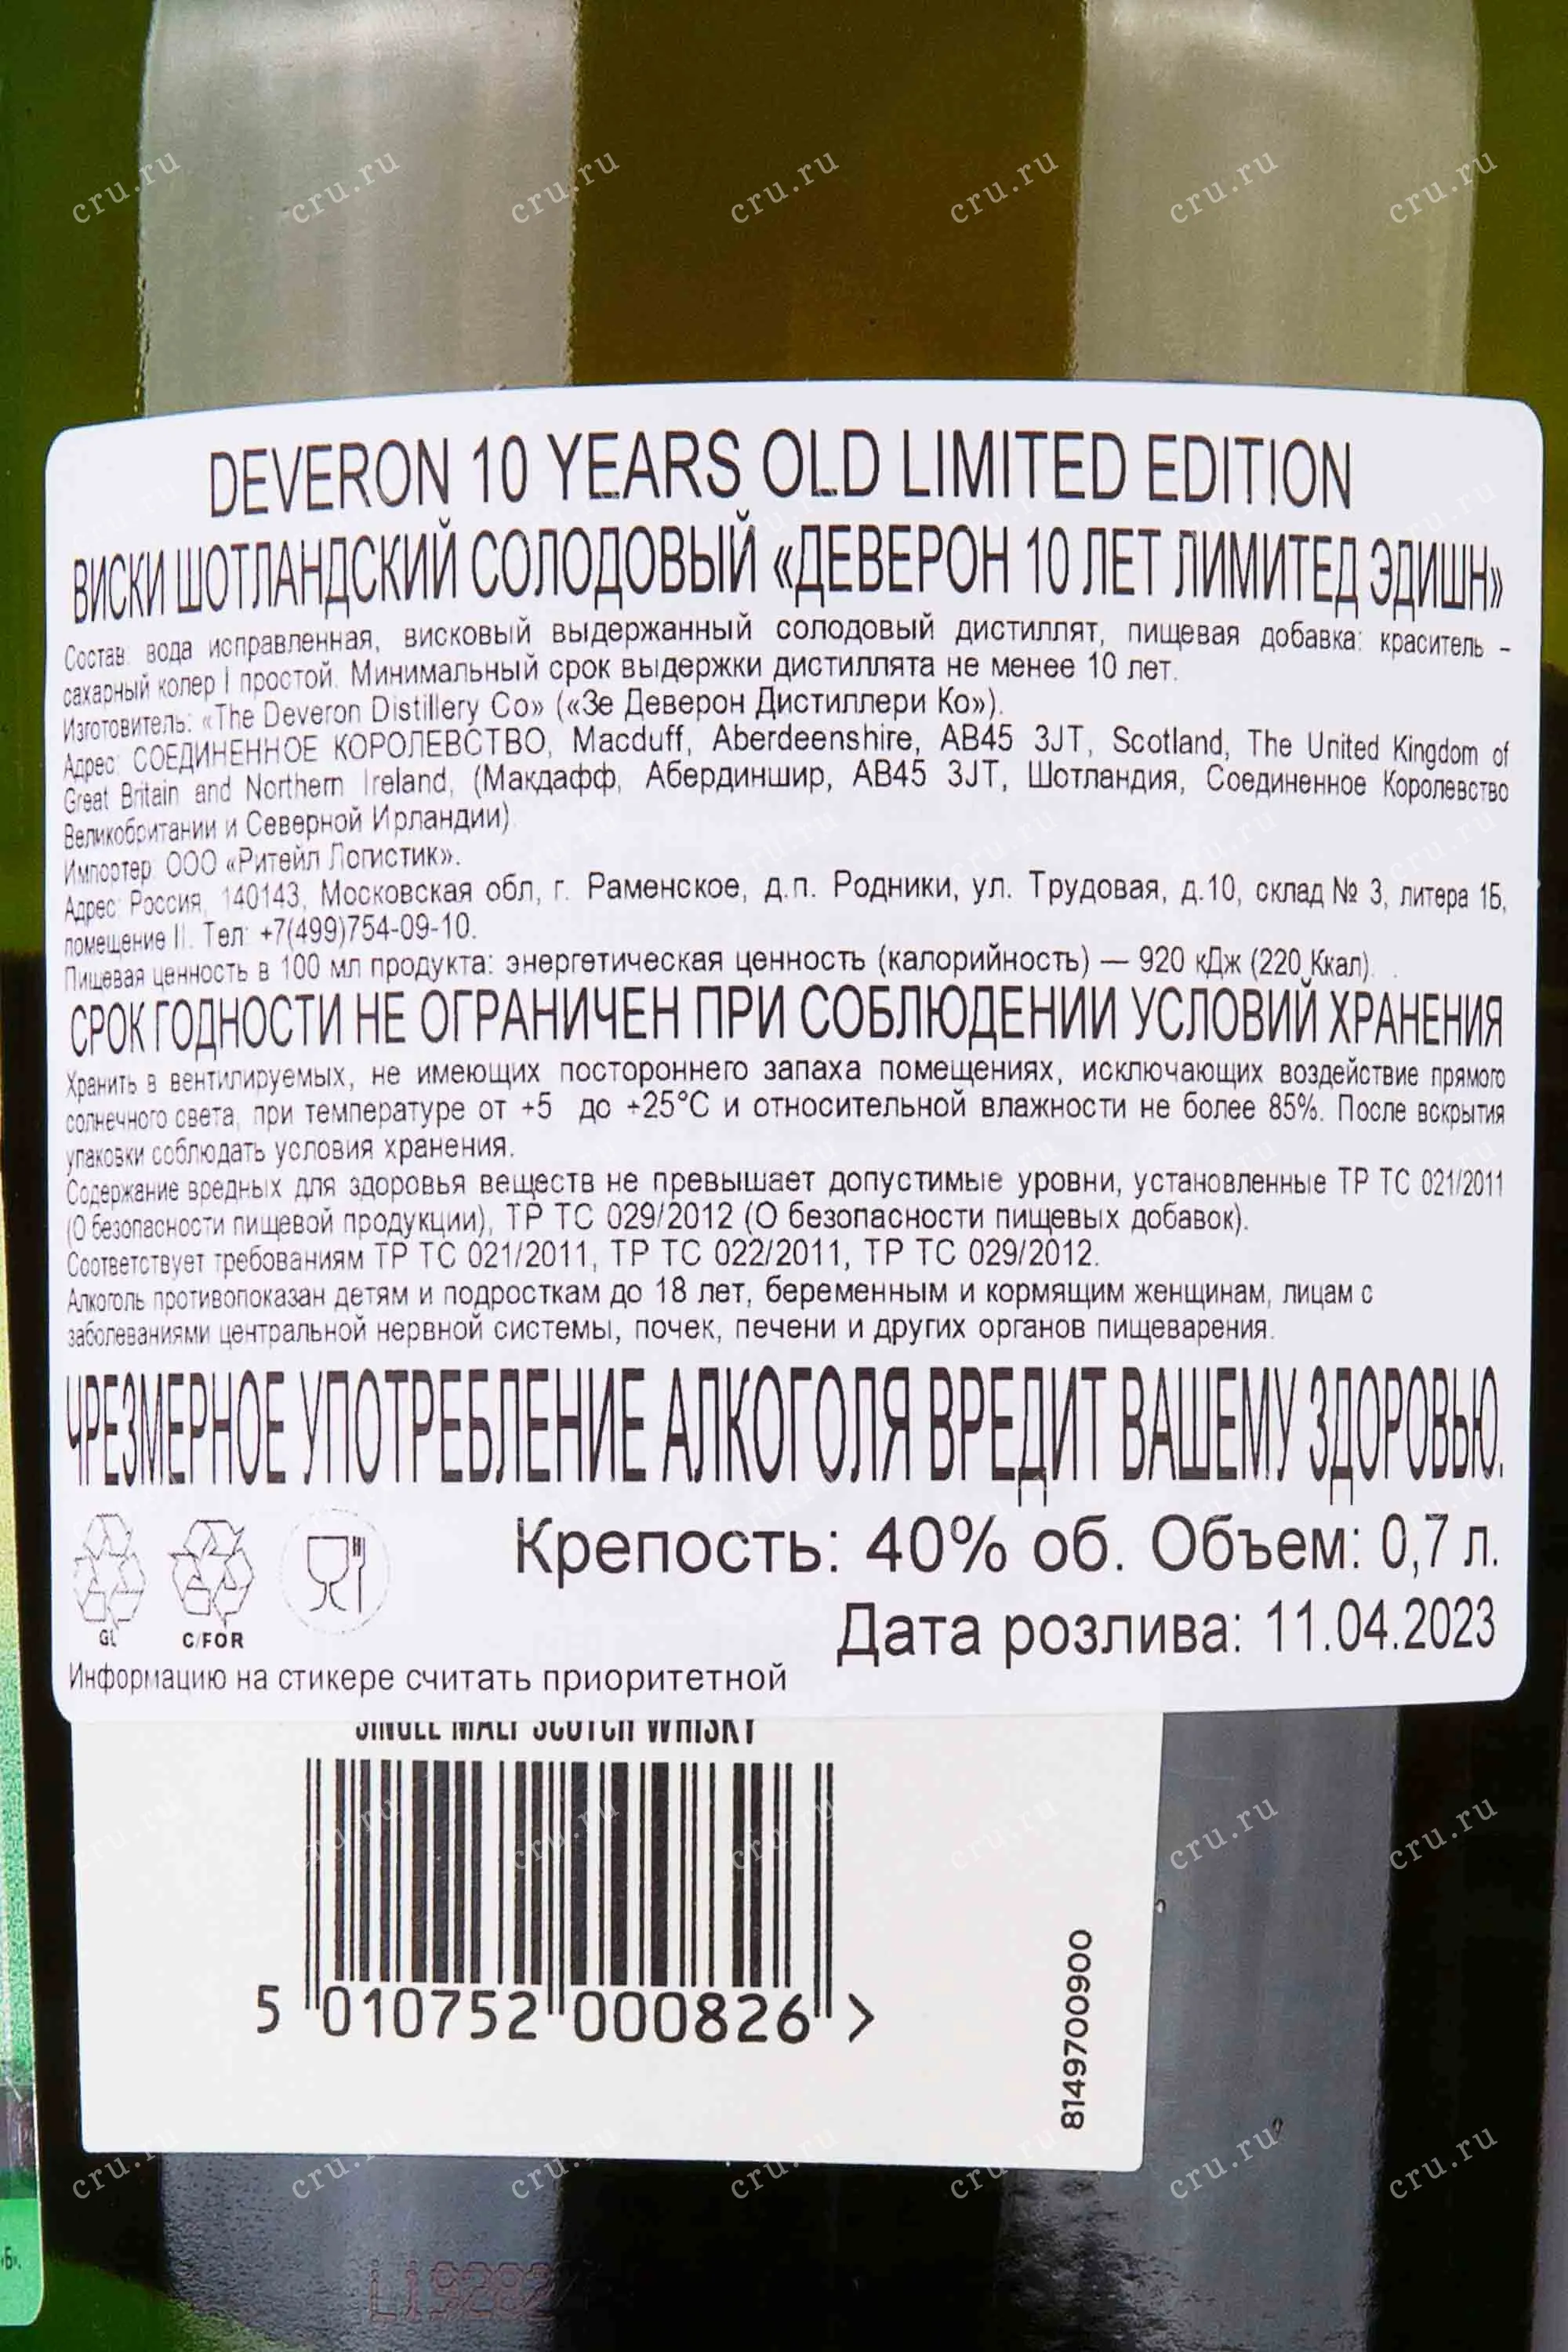 DEVERON 10 YEARS OLD LIMITED EDITION
ВИСКИ ШОТЛАНДСКИЙ СОЛОДОВЫЙ «ДЕВЕРОН 10 ЛЕТ ЛИМИТЕД ЭДИШН»
Состав: вода исправленная, висковый выдержанный солодовый дистиллят, пищевая добавка: краситель –
сахарный колер I простой. Минимальный срок выдержки дистиллята не менее 10 лет.
Изготовитель: «The Deveron Distillery Co» («Зе Деверон Дистиллери Ко»).
Адрес: СОЕДИНЕННОЕ КОРОЛЕВСТВО, Macduff, Aberdeenshire, AB45 3JT, Scotland, The United Kingdom of
Great Britain and Northern Ireland, (Макдафф, Абердиншир, AB45 3JT, Шотландия, Соединенное Королевство
Великобритании и Северной Ирландии).
Импортер: ООО «Ритейл Логистик».
Адрес: Россия, 140143, Московская обл, г. Раменское, д.п. Родники, ул. Трудовая, д.10, склад № 3, литера 1Б,
помещение II. Тел: +7(499)754-09-10.
Пищевая ценность в 100 мл продукта: энергетическая ценность (калорийность) — 920 кДж (220 Ккал).
СРОК ГОДНОСТИ НЕ ОГРАНИЧЕН ПРИ СОБЛЮДЕНИИ УСЛОВИЙ ХРАНЕНИЯ
Хранить в вентилируемых, не имеющих постороннего запаха помещениях, исключающих воздействие прямого
солнечного света, при температуре от +5 до +25°С и относительной влажности не более 85%. После вскрытия
упаковки соблюдать условия хранения.
Содержание вредных для здоровья веществ не превышает допустимые уровни, установленные ТР ТС 021/2011
(О безопасности пищевой продукции), ТР ТС 029/2012 (О безопасности пищевых добавок).
Соответствует требованиям ТР ТС 021/2011, ТР ТС 022/2011, ТР ТС 029/2012.
Алкоголь противопоказан детям и подросткам до 18 лет, беременным и кормящим женщинам, лицам с
заболеваниями центральной нервной системы, почек, печени и других органов пищеварения.
ЧРЕЗМЕРНОЕ УПОТРЕБЛЕНИЕ АЛКОГОЛЯ ВРЕДИТ ВАШЕМУ ЗДОРОВЬЮ.
Крепость: 40% об. Объем: 0,7 л.
GL C/FOR
Дата розлива: 11.04.2023
Информацию на стикере считать приоритетной
SINGLE MALT SCOTCH WHISKY
5 010752 000826 >
8149700900
cru.ru